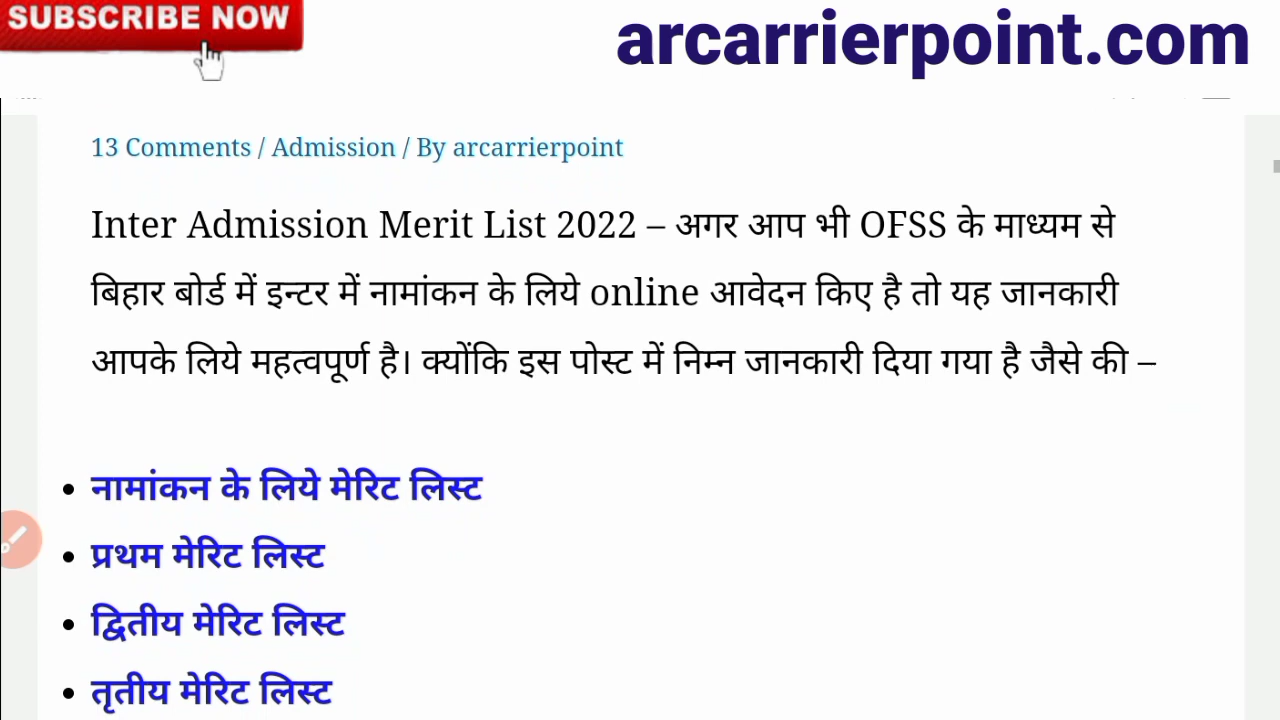 SUBSCRIBE NOW
arcarrierpoint.com
13 Comments / Admission / By arcarrierpoint
Inter Admission Merit List 2022 – अगर आप भी OFSS के माध्यम से
बिहार बोर्ड में इन्टर में नामांकन के लिये online आवेदन किए है तो यह जानकारी
आपके लिये महत्वपूर्ण है। क्योंकि इस पोस्ट में निम्न जानकारी दिया गया है जैसे की –
• नामांकन के लिये मेरिट लिस्ट
• प्रथम मेरिट लिस्ट
• द्वितीय मेरिट लिस्ट
• तृतीय मेरिट लिस्ट